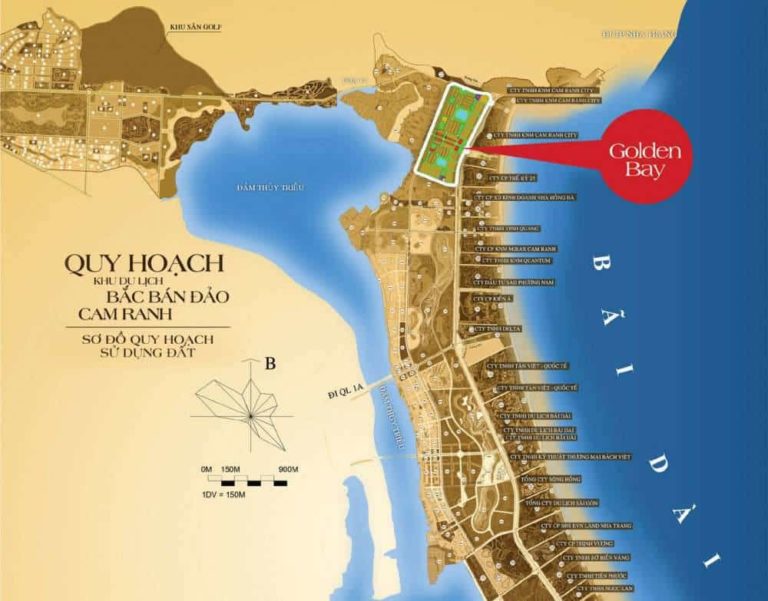 KHU SÂN GOLF
ĐI TP NHA TRANG
CTY TNHH KNM CAM RANH CITY
CTY TNHH KNM CAM RANH CITY
CTY TNHH KNM CAM RANH CITY
Golden
Bay
CTY CP THẾ KỶ 21
ĐẦM THỦY TRIỀU
CTY CP KD KINH DOANH NHÀ HỒNG HÀ
CTY TNHH VINH QUANG
CTY CP KNM MIRAE CAM RANH
CTY TNHH KNM QUANTUM
CTY ĐẦU TƯ SAO PHƯƠNG NAM
CTY CP KIẾN Á
CTY TNHH DELTA
QUY HOẠCH
KHU DU LỊCH
BẮC BÁN ĐẢO
CAM RANH
SƠ ĐỒ QUY HOẠCH
SỬ DỤNG ĐẤT
B
BÃI DÀI
CTY TNHH TÂN VIỆT - QUỐC TẾ
CTY TNHH TÂN VIỆT - QUỐC TẾ
ĐI QL 1A
ĐẦM THỦY TRIỀU
CTY TNHH DU LỊCH BÃI DÀI
CTY TNHH DU LỊCH BÃI DÀI
CTY TNHH DU LỊCH BÃI DÀI
CTY TNHH KỸ THUẬT THƯƠNG MẠI BÁCH VIỆT
0M 150M 900M
1DV = 150M
TỔNG CTY SÔNG HỒNG
TỔNG CTY DU LỊCH SÀI GÒN
CTY CP BĐS EVN LAND NHA TRANG
CTY CP THỊNH VƯỢNG
CTY TNHH BỜ BIỂN VÀNG
CTY TNHH TIẾN PHƯỚC
CTY TNHH NGỌC LAN